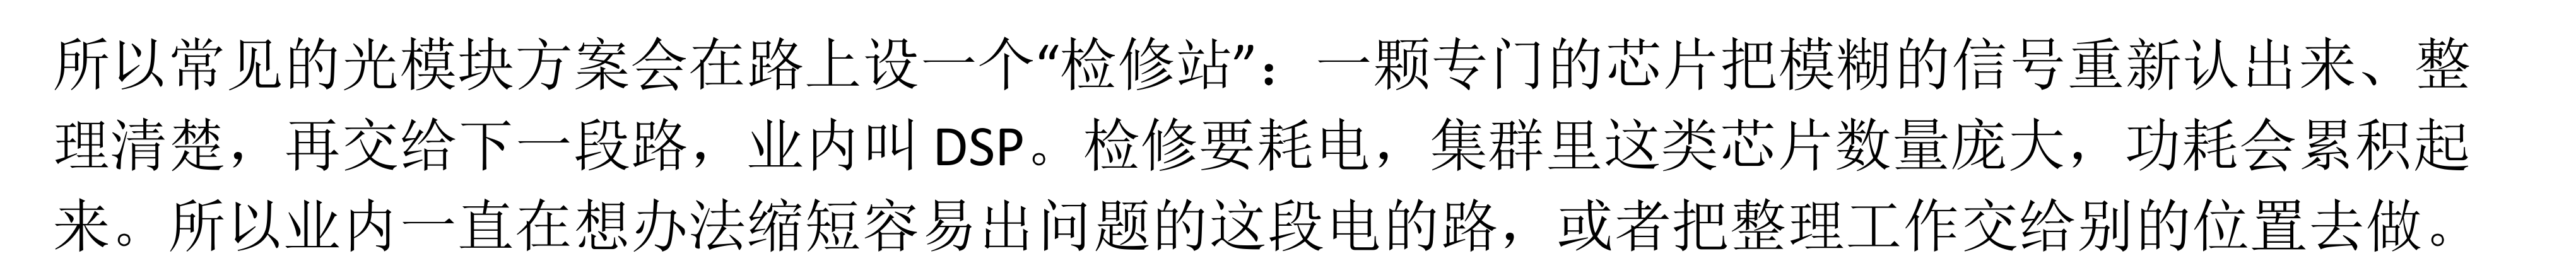 所以常见的光模块方案会在路上设一个“检修站”：一颗专门的芯片把模糊的信号重新认出来、整
理清楚，再交给下一段路，业内叫 DSP。检修要耗电，集群里这类芯片数量庞大，功耗会累积起
来。所以业内一直在想办法缩短容易出问题的这段电的路，或者把整理工作交给别的位置去做。